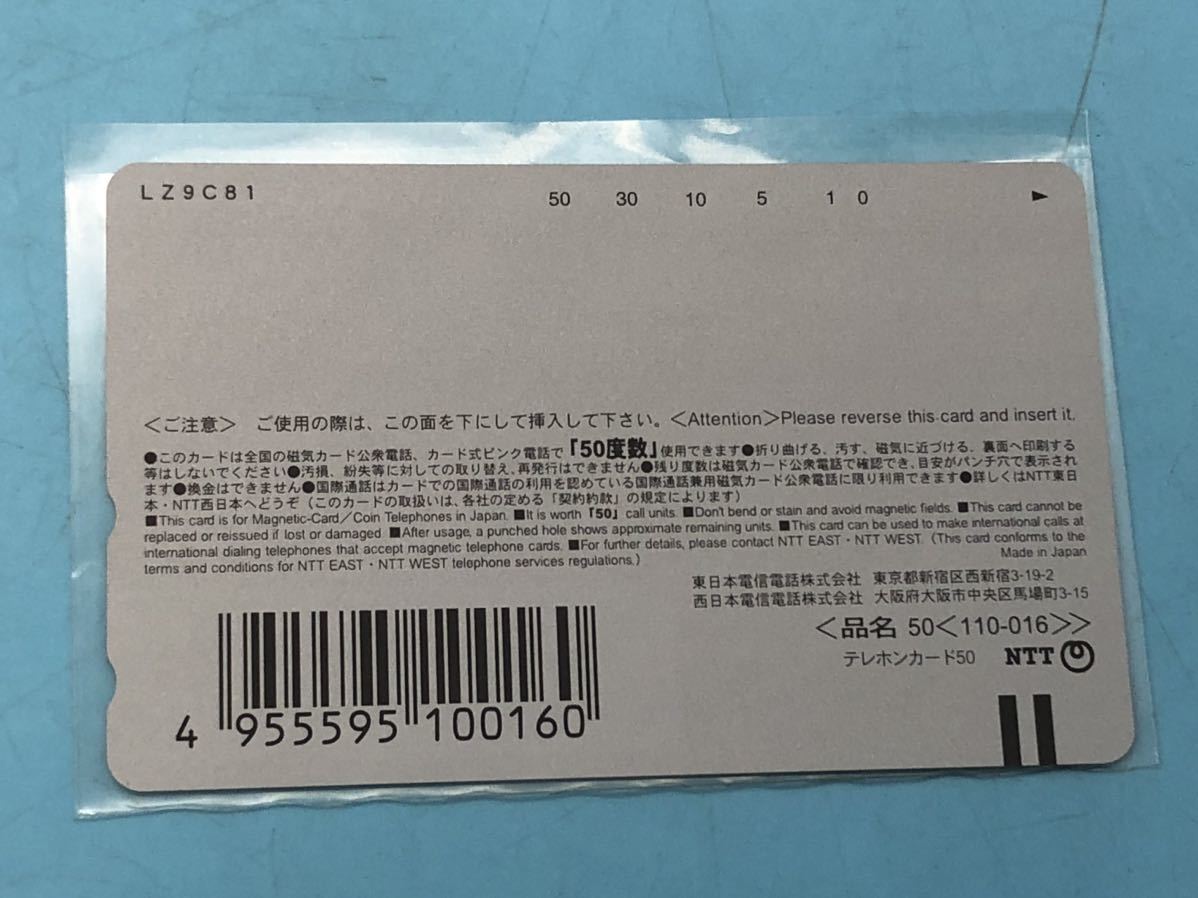 LZ9C81
50 30 10 5 1 0 ►
＜ご注意＞ ご使用の際は、この面を下にして挿入して下さい。＜Attention＞Please reverse this card and insert it.
●このカードは全国の磁気カード公衆電話、カード式ピンク電話で「50度数」使用できます●折り曲げる、汚す、磁気に近づける、裏面へ印刷する
等はしないでください●汚損、紛失等に対しての取り替え、再発行はできません●残り度数は磁気カード公衆電話で確認でき、目安がパンチ穴で表示され
ます●換金はできません●国際通話はカードでの国際通話の利用を認めている国際通話兼用磁気カード公衆電話に限り利用できます●詳しくはNTT東日
本・NTT西日本へどうぞ（このカードの取扱いは、各社の定める「契約約款」の規定によります）
■This card is for Magnetic-Card／Coin Telephones in Japan. ■It is worth「50」call units. ■Don't bend or stain and avoid magnetic fields. ■This card cannot be
replaced or reissued if lost or damaged. ■After usage, a punched hole shows approximate remaining units. ■This card can be used to make international calls at
international dialing telephones that accept magnetic telephone cards. ■For further details, please contact NTT EAST・NTT WEST. (This card conforms to the
terms and conditions for NTT EAST・NTT WEST telephone services regulations.)
Made in Japan
東日本電信電話株式会社 東京都新宿区西新宿3-19-2
西日本電信電話株式会社 大阪府大阪市中央区馬場町3-15
＜品名 50＜110-016＞＞
テレホンカード50 NTT
4 955595 100160